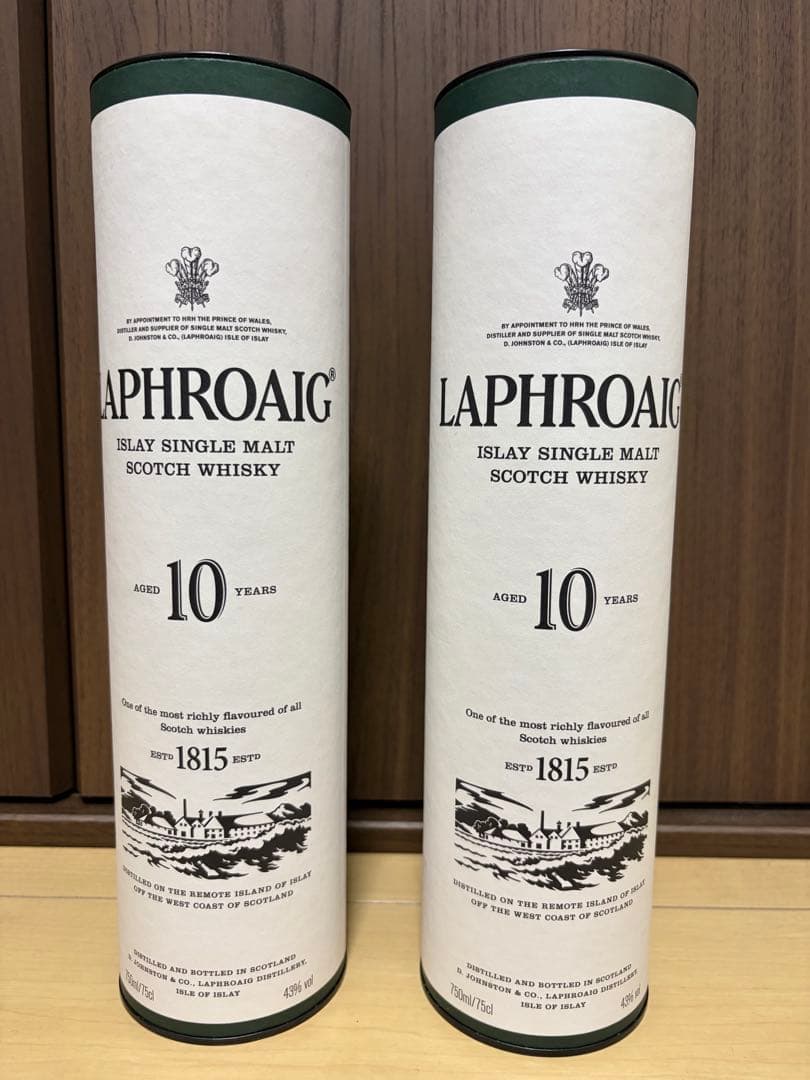 BY APPOINTMENT TO HRH THE PRINCE OF WALES,
DISTILLER AND SUPPLIER OF SINGLE MALT SCOTCH WHISKY,
D. JOHNSTON & CO., (LAPHROAIG) ISLE OF ISLAY
LAPHROAIG®
ISLAY SINGLE MALT
SCOTCH WHISKY
AGED 10 YEARS
One of the most richly flavoured of all
Scotch whiskies
ESTD 1815 ESTD
DISTILLED ON THE REMOTE ISLAND OF ISLAY
OFF THE WEST COAST OF SCOTLAND
DISTILLED AND BOTTLED IN SCOTLAND
D. JOHNSTON & CO., LAPHROAIG DISTILLERY,
ISLE OF ISLAY
750ml/75cl
43% vol
BY APPOINTMENT TO HRH THE PRINCE OF WALES,
DISTILLER AND SUPPLIER OF SINGLE MALT SCOTCH WHISKY,
D. JOHNSTON & CO., (LAPHROAIG) ISLE OF ISLAY
LAPHROAIG
ISLAY SINGLE MALT
SCOTCH WHISKY
AGED 10 YEARS
One of the most richly flavoured of all
Scotch whiskies
ESTD 1815 ESTD
DISTILLED ON THE REMOTE ISLAND OF ISLAY
OFF THE WEST COAST OF SCOTLAND
DISTILLED AND BOTTLED IN SCOTLAND
D. JOHNSTON & CO., LAPHROAIG DISTILLERY,
ISLE OF ISLAY
750ml/75cl
43% vol